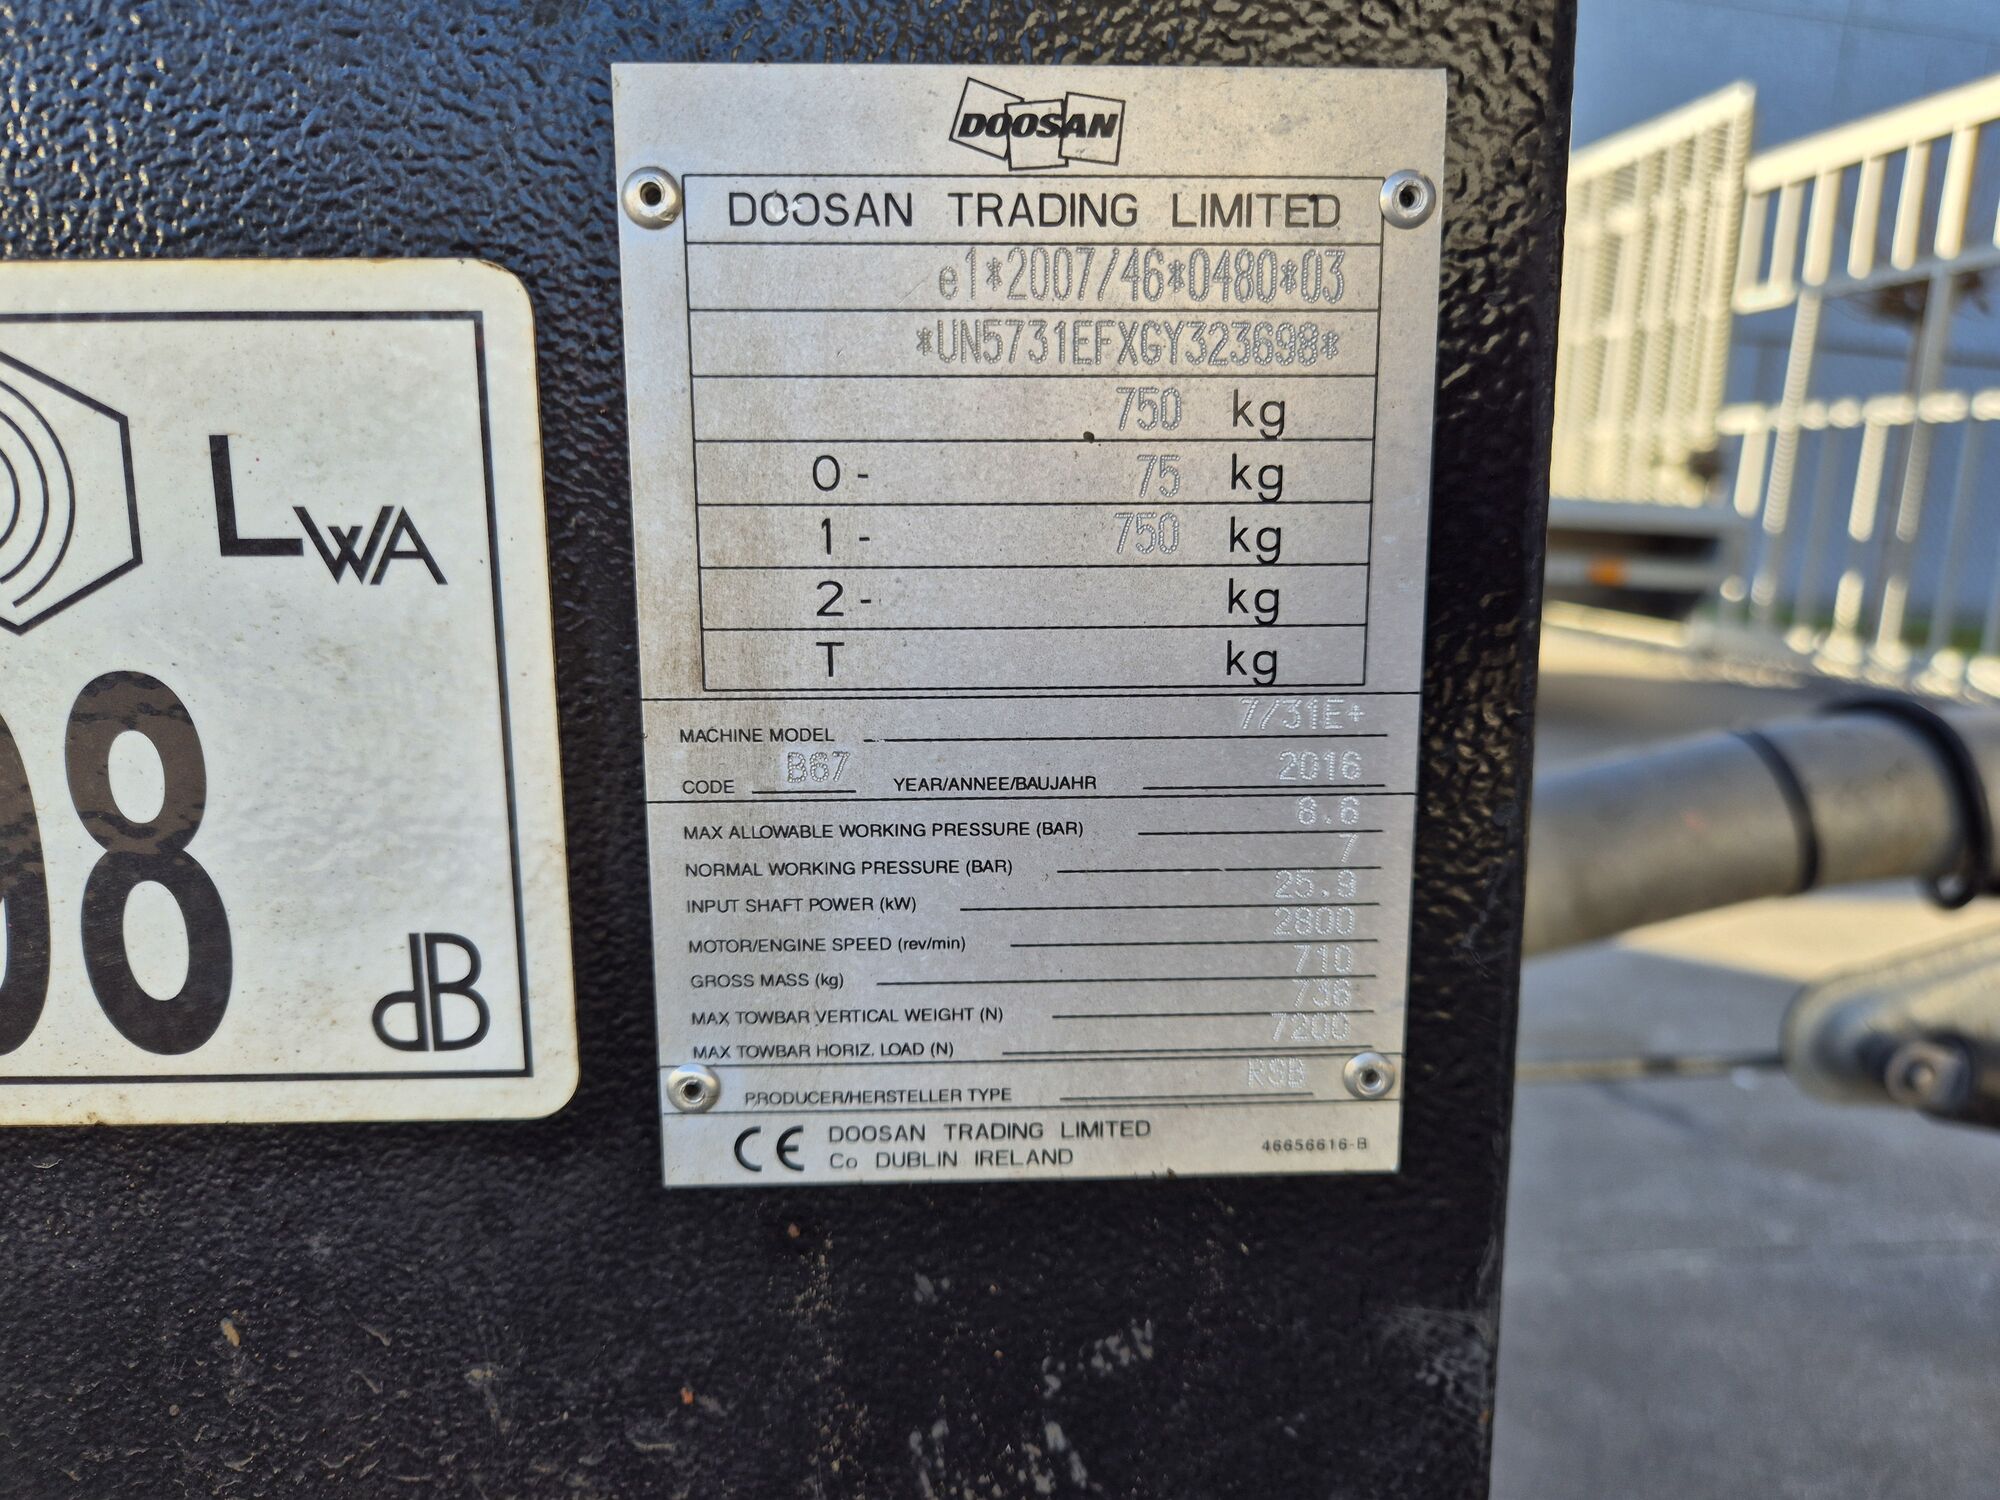 LWA
98
dB
DOOSAN
DOOSAN TRADING LIMITED
e1*2007/46*0480*03
*UN5731EFXGY323698*
750 kg
0 - 75 kg
1 - 750 kg
2 - kg
T kg
MACHINE MODEL 7/31E+
CODE B67 YEAR/ANNEE/BAUJAHR 2016
MAX ALLOWABLE WORKING PRESSURE (BAR) 8.6
NORMAL WORKING PRESSURE (BAR) 7
INPUT SHAFT POWER (kW) 25.9
MOTOR/ENGINE SPEED (rev/min) 2800
GROSS MASS (kg) 710
MAX TOWBAR VERTICAL WEIGHT (N) 736
MAX TOWBAR HORIZ. LOAD (N) 7200
PRODUCER/HERSTELLER TYPE RSB
CE DOOSAN TRADING LIMITED
Co DUBLIN IRELAND
46656616-B